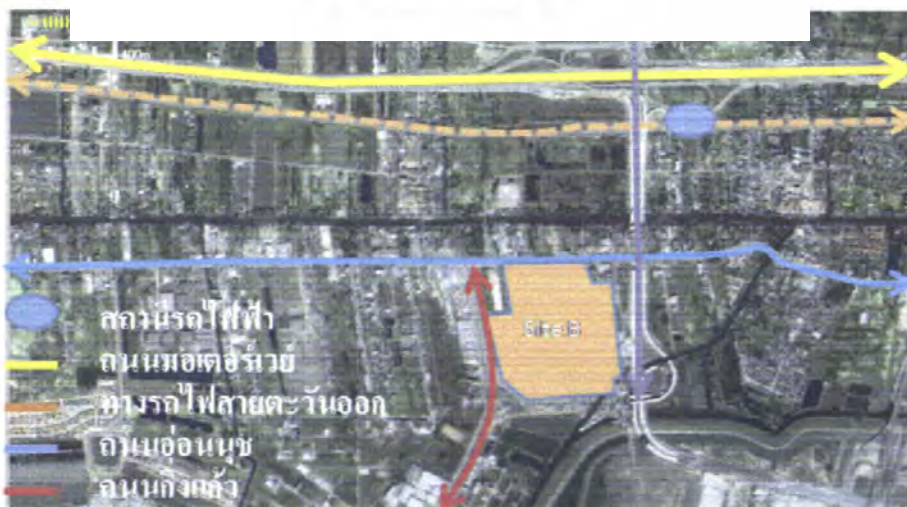 400m
Site B
สถานีรถไฟฟ้า
ถนนมอเตอร์เวย์
ทางรถไฟสายตะวันออก
ถนนอ่อนนุช
ถนนกิ่งแก้ว